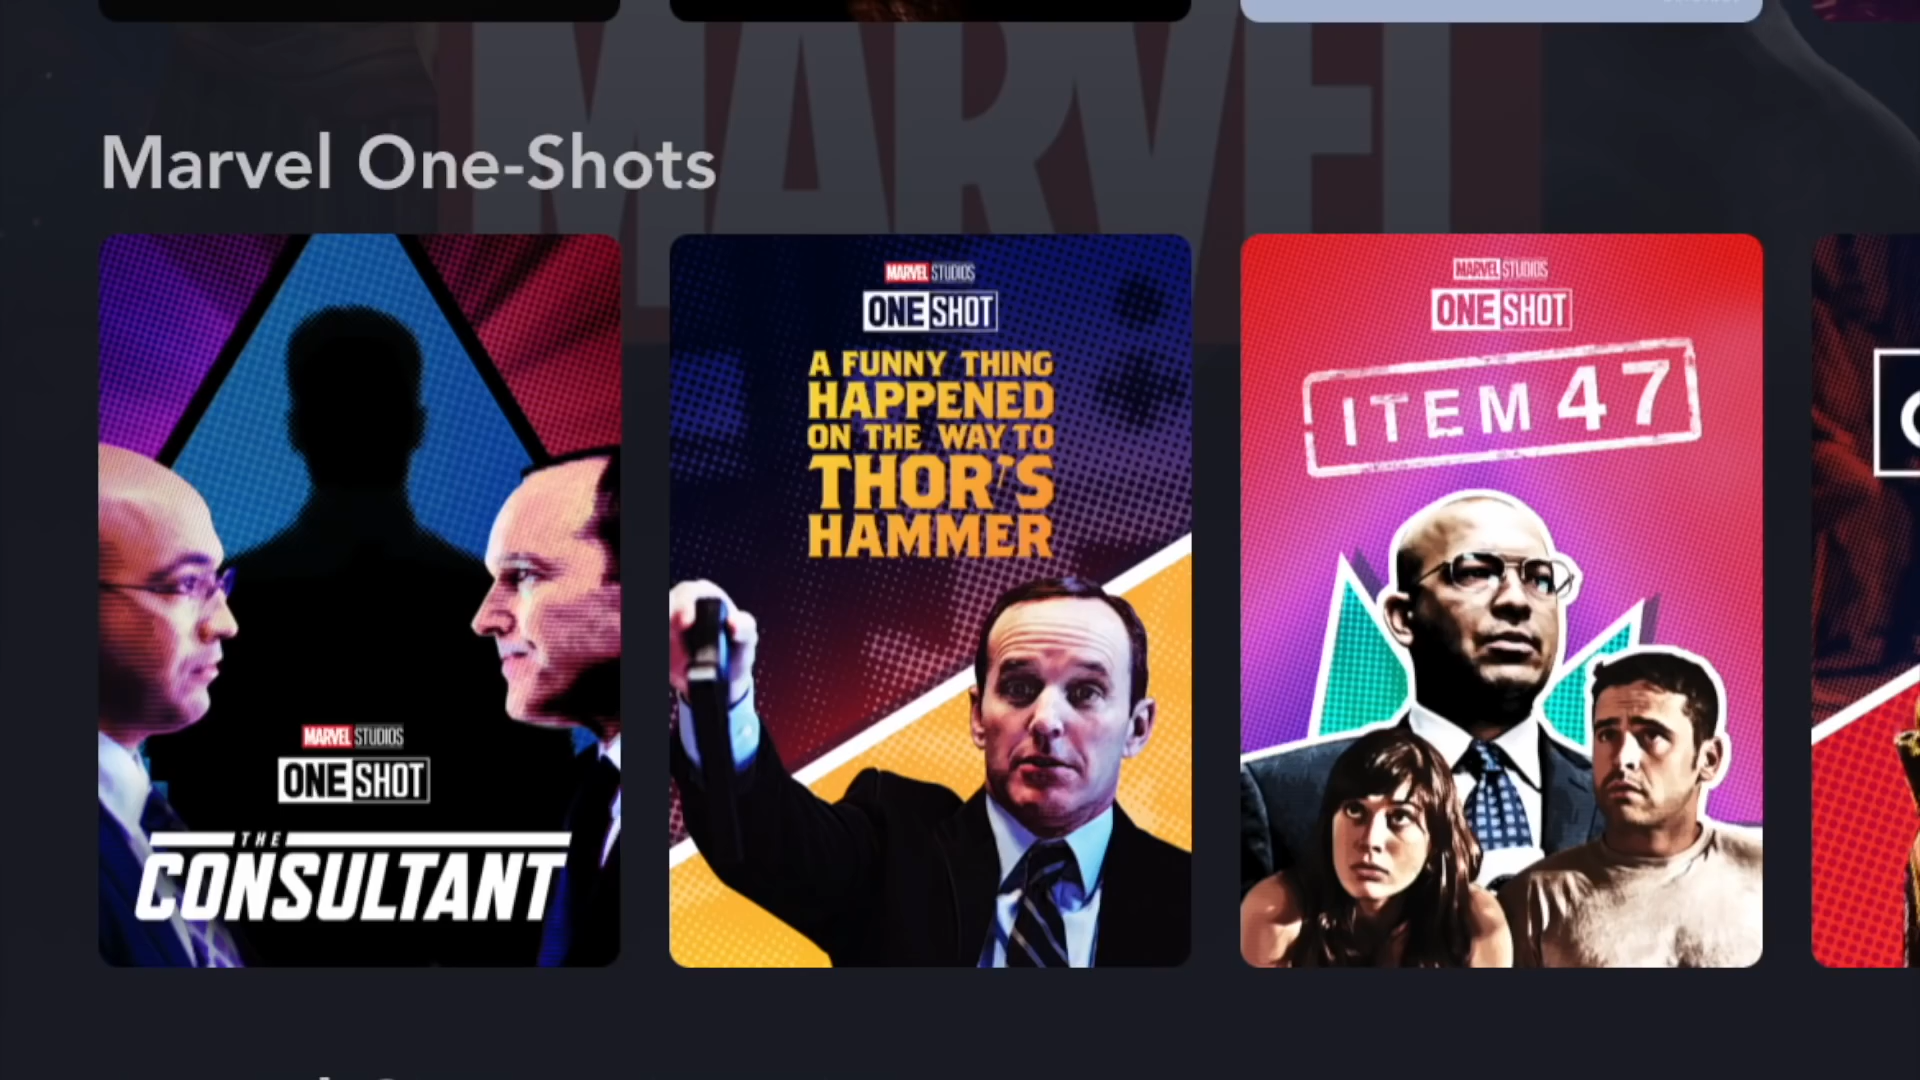 MARVEL
Marvel One-Shots
MARVEL STUDIOS
ONE SHOT
THE
CONSULTANT
MARVEL STUDIOS
ONE SHOT
A FUNNY THING
HAPPENED
ON THE WAY TO
THOR'S
HAMMER
MARVEL STUDIOS
ONE SHOT
ITEM 47